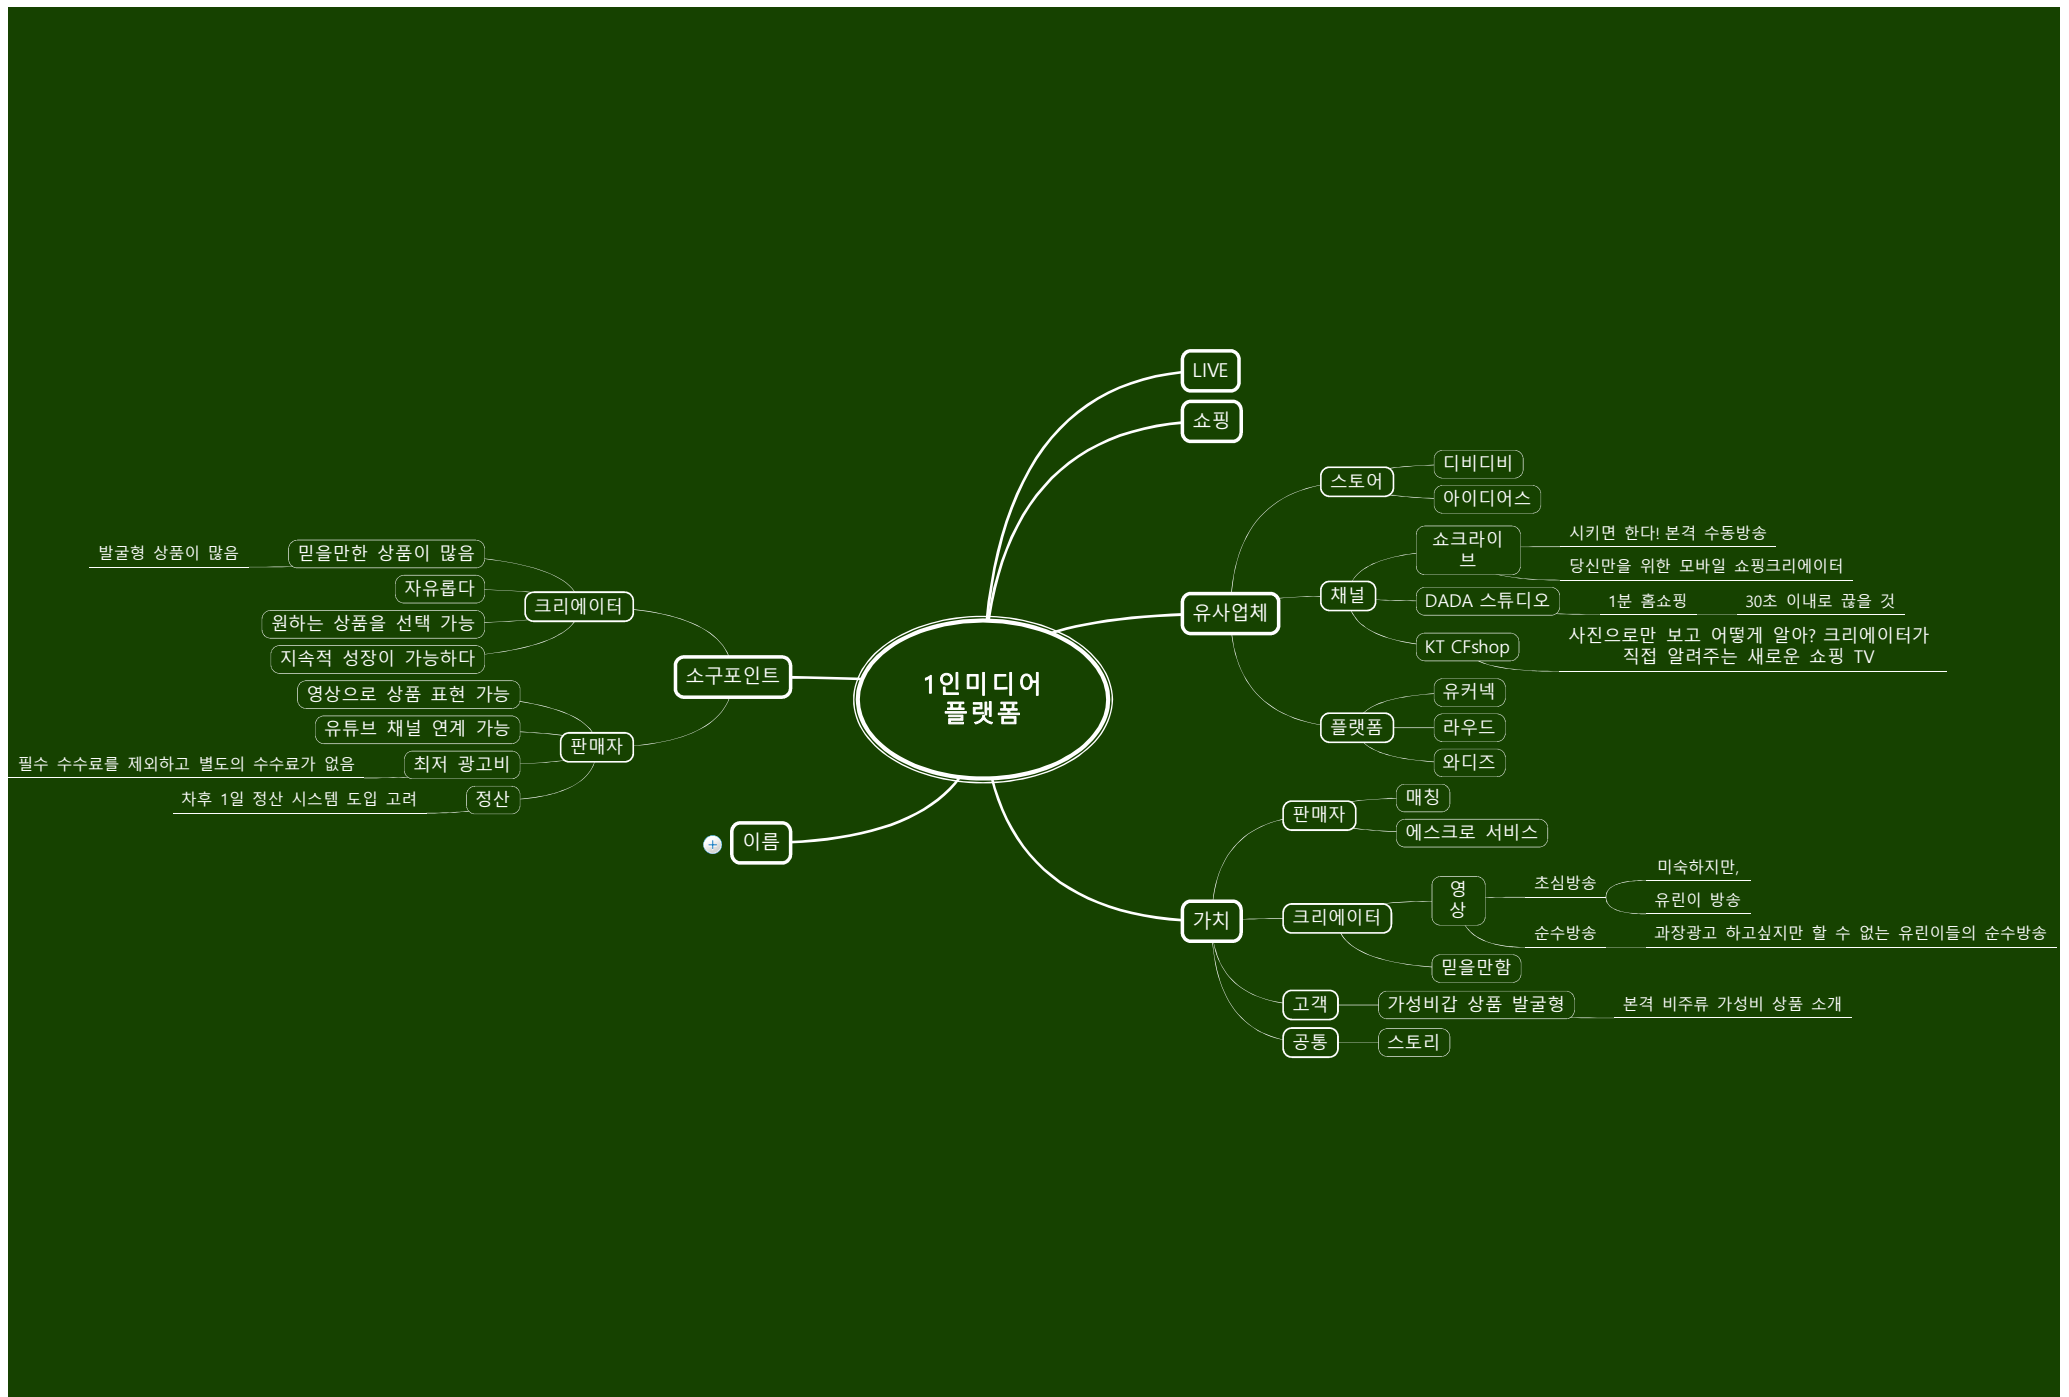 1인미디어
플랫폼
LIVE
쇼핑
유사업체
스토어
디비디비
아이디어스
채널
쇼크라이
브
시키면 한다! 본격 수동방송
당신만을 위한 모바일 쇼핑크리에이터
DADA 스튜디오
1분 홈쇼핑
30초 이내로 끊을 것
KT CFshop
사진으로만 보고 어떻게 알아? 크리에이터가
직접 알려주는 새로운 쇼핑 TV
플랫폼
유커넥
라우드
와디즈
가치
판매자
매칭
에스크로 서비스
크리에이터
영
상
초심방송
미숙하지만,
유린이 방송
순수방송
과장광고 하고싶지만 할 수 없는 유린이들의 순수방송
믿을만함
고객
가성비갑 상품 발굴형
본격 비주류 가성비 상품 소개
공통
스토리
소구포인트
크리에이터
믿을만한 상품이 많음
발굴형 상품이 많음
자유롭다
원하는 상품을 선택 가능
지속적 성장이 가능하다
판매자
영상으로 상품 표현 가능
유튜브 채널 연계 가능
최저 광고비
필수 수수료를 제외하고 별도의 수수료가 없음
정산
차후 1일 정산 시스템 도입 고려
이름